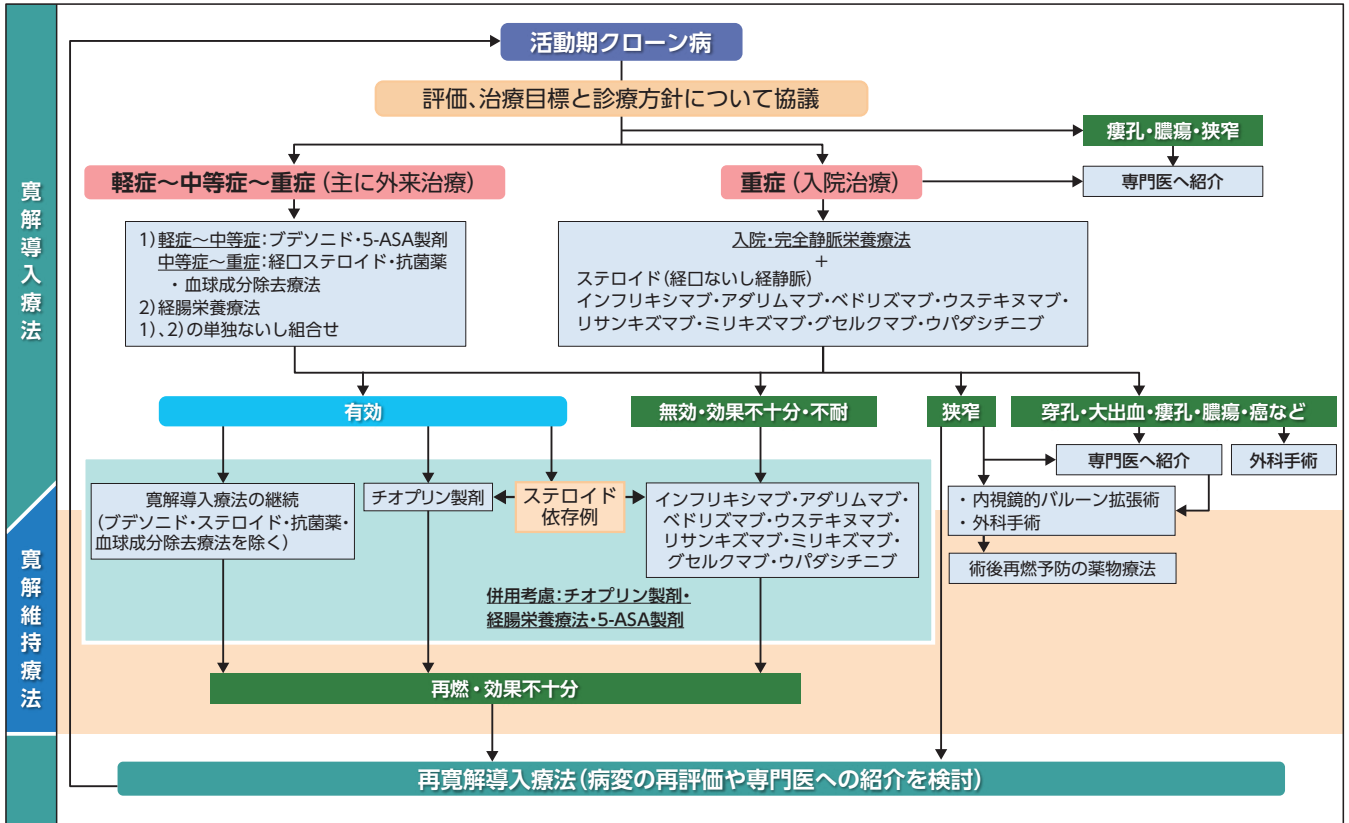 活動期クローン病
評価、治療目標と診療方針について協議
瘻孔・膿瘍・狭窄
専門医へ紹介
寛解導入療法
軽症～中等症～重症（主に外来治療）
重症（入院治療）
1）軽症～中等症：ブデソニド・5-ASA製剤
中等症～重症：経口ステロイド・抗菌薬
・血球成分除去療法
2）経腸栄養療法
1）、2）の単独ないし組合せ
入院・完全静脈栄養療法
+
ステロイド（経口ないし経静脈）
インフリキシマブ・アダリムマブ・ベドリズマブ・ウステキヌマブ・
リサンキズマブ・ミリキズマブ・グセルクマブ・ウパダシチニブ
有効
無効・効果不十分・不耐
狭窄
穿孔・大出血・瘻孔・膿瘍・癌など
専門医へ紹介
外科手術
寛解導入療法の継続
（ブデソニド・ステロイド・抗菌薬・
血球成分除去療法を除く）
チオプリン製剤
ステロイド
依存例
インフリキシマブ・アダリムマブ・
ベドリズマブ・ウステキヌマブ・
リサンキズマブ・ミリキズマブ・
グセルクマブ・ウパダシチニブ
・内視鏡的バルーン拡張術
・外科手術
術後再燃予防の薬物療法
寛解維持療法
併用考慮：チオプリン製剤・
経腸栄養療法・5-ASA製剤
再燃・効果不十分
再寛解導入療法（病変の再評価や専門医への紹介を検討）